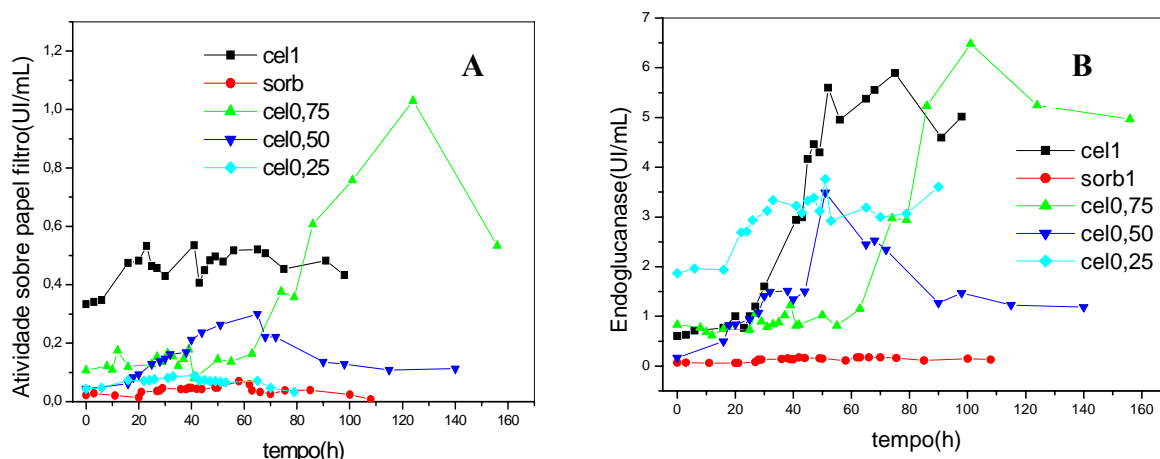 A
Atividade sobre papel filtro(UI/mL)
1,2
1,0
0,8
0,6
0,4
0,2
0,0
cel1
sorb
cel0,75
cel0,50
cel0,25
0 20 40 60 80 100 120 140 160
tempo(h)
B
Endoglucanase(UI/mL)
7
6
5
4
3
2
1
0
cel1
sorb1
cel0,75
cel0,50
cel0,25
0 20 40 60 80 100 120 140 160
tempo(h)